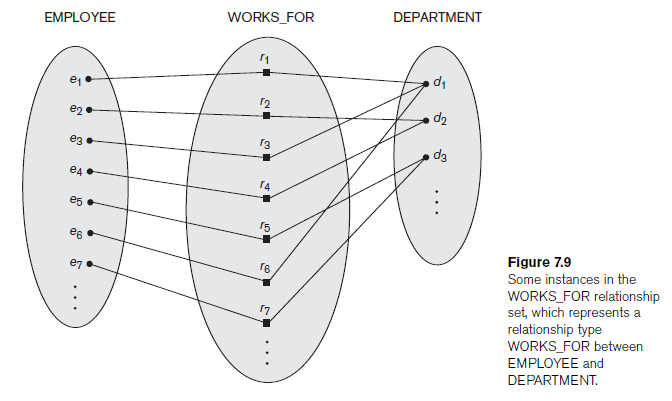 EMPLOYEE WORKS_FOR DEPARTMENT
e1
e2
e3
e4
e5
e6
e7
r1
r2
r3
r4
r5
r6
r7
d1
d2
d3
Figure 7.9
Some instances in the
WORKS_FOR relationship
set, which represents a
relationship type
WORKS_FOR between
EMPLOYEE and
DEPARTMENT.